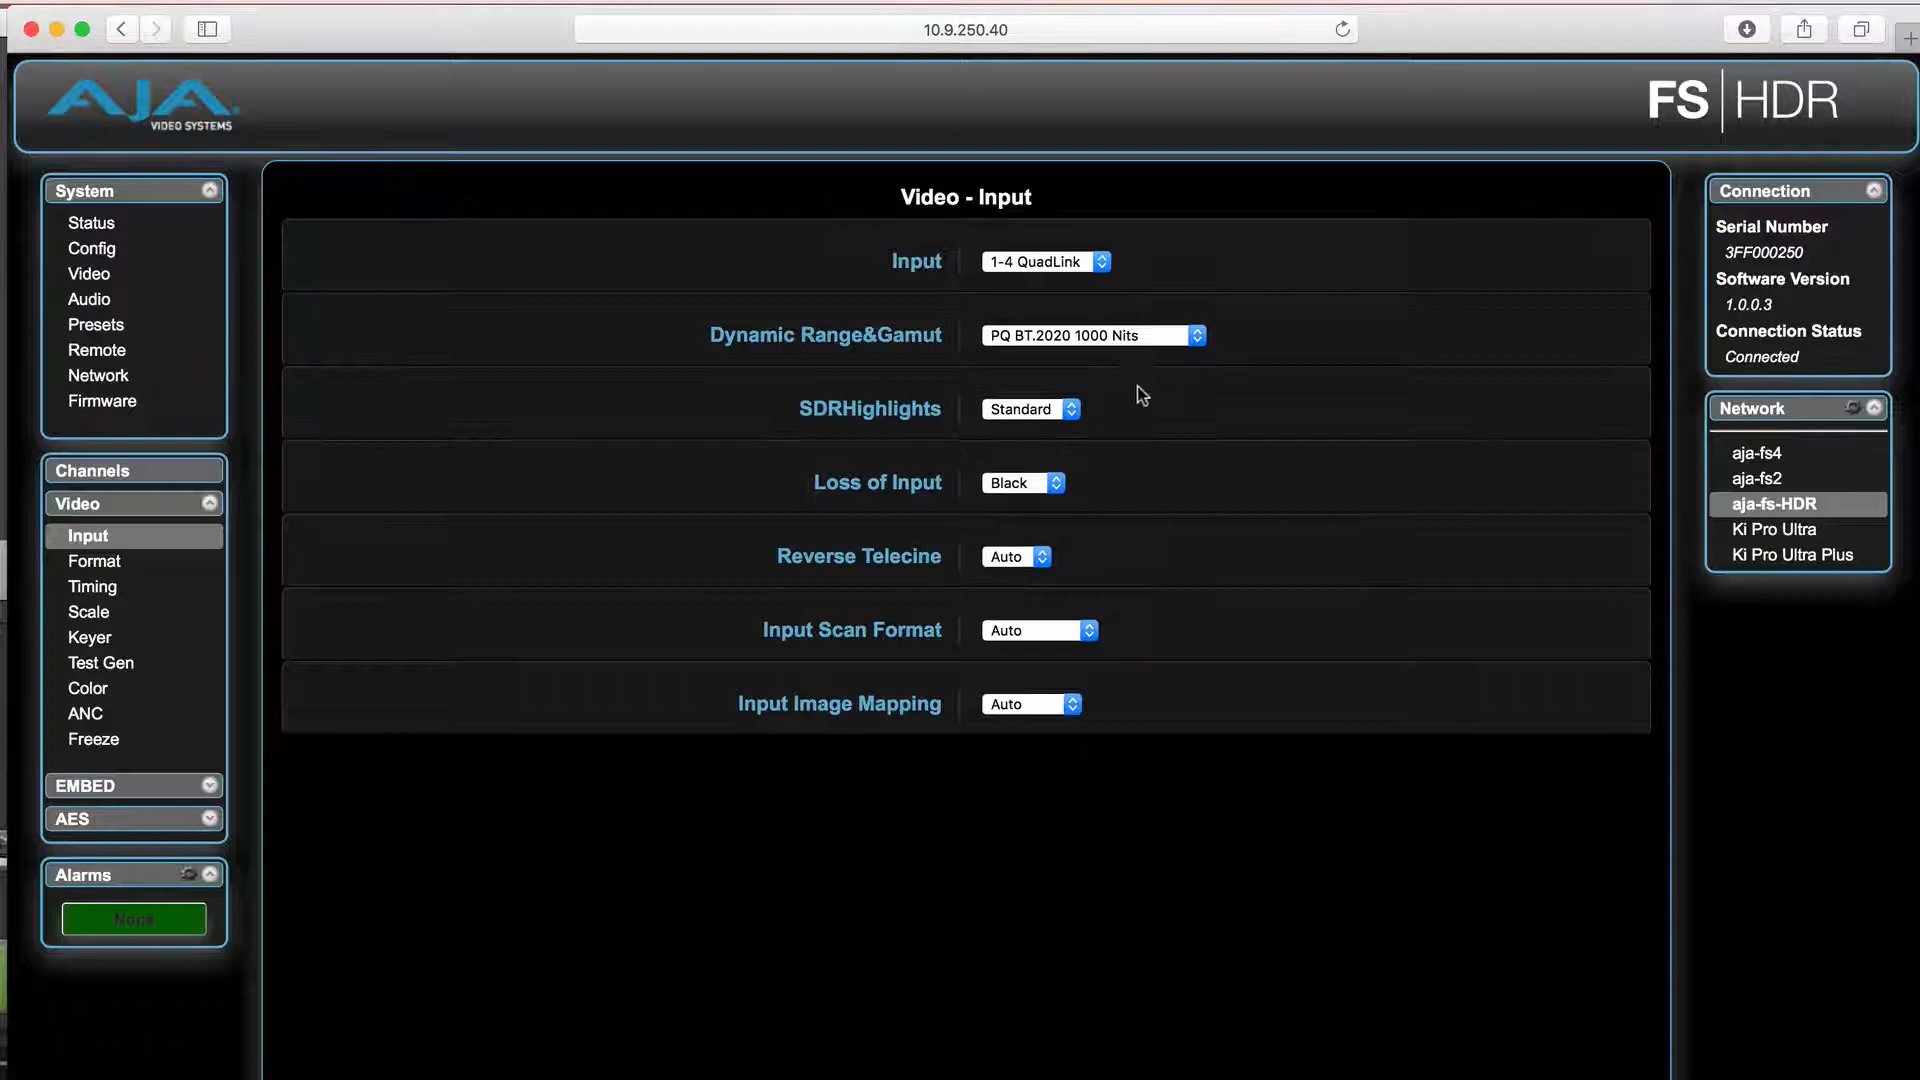 10.9.250.40
AJA
VIDEO SYSTEMS
FS | HDR
System
Status
Config
Video
Audio
Presets
Remote
Network
Firmware
Channels
Video
Input
Format
Timing
Scale
Keyer
Test Gen
Color
ANC
Freeze
EMBED
AES
Alarms
None
Video - Input
Input 1-4 QuadLink
Dynamic Range&Gamut PQ BT.2020 1000 Nits
SDRHighlights Standard
Loss of Input Black
Reverse Telecine Auto
Input Scan Format Auto
Input Image Mapping Auto
Connection
Serial Number
3FF000250
Software Version
1.0.0.3
Connection Status
Connected
Network
aja-fs4
aja-fs2
aja-fs-HDR
Ki Pro Ultra
Ki Pro Ultra Plus